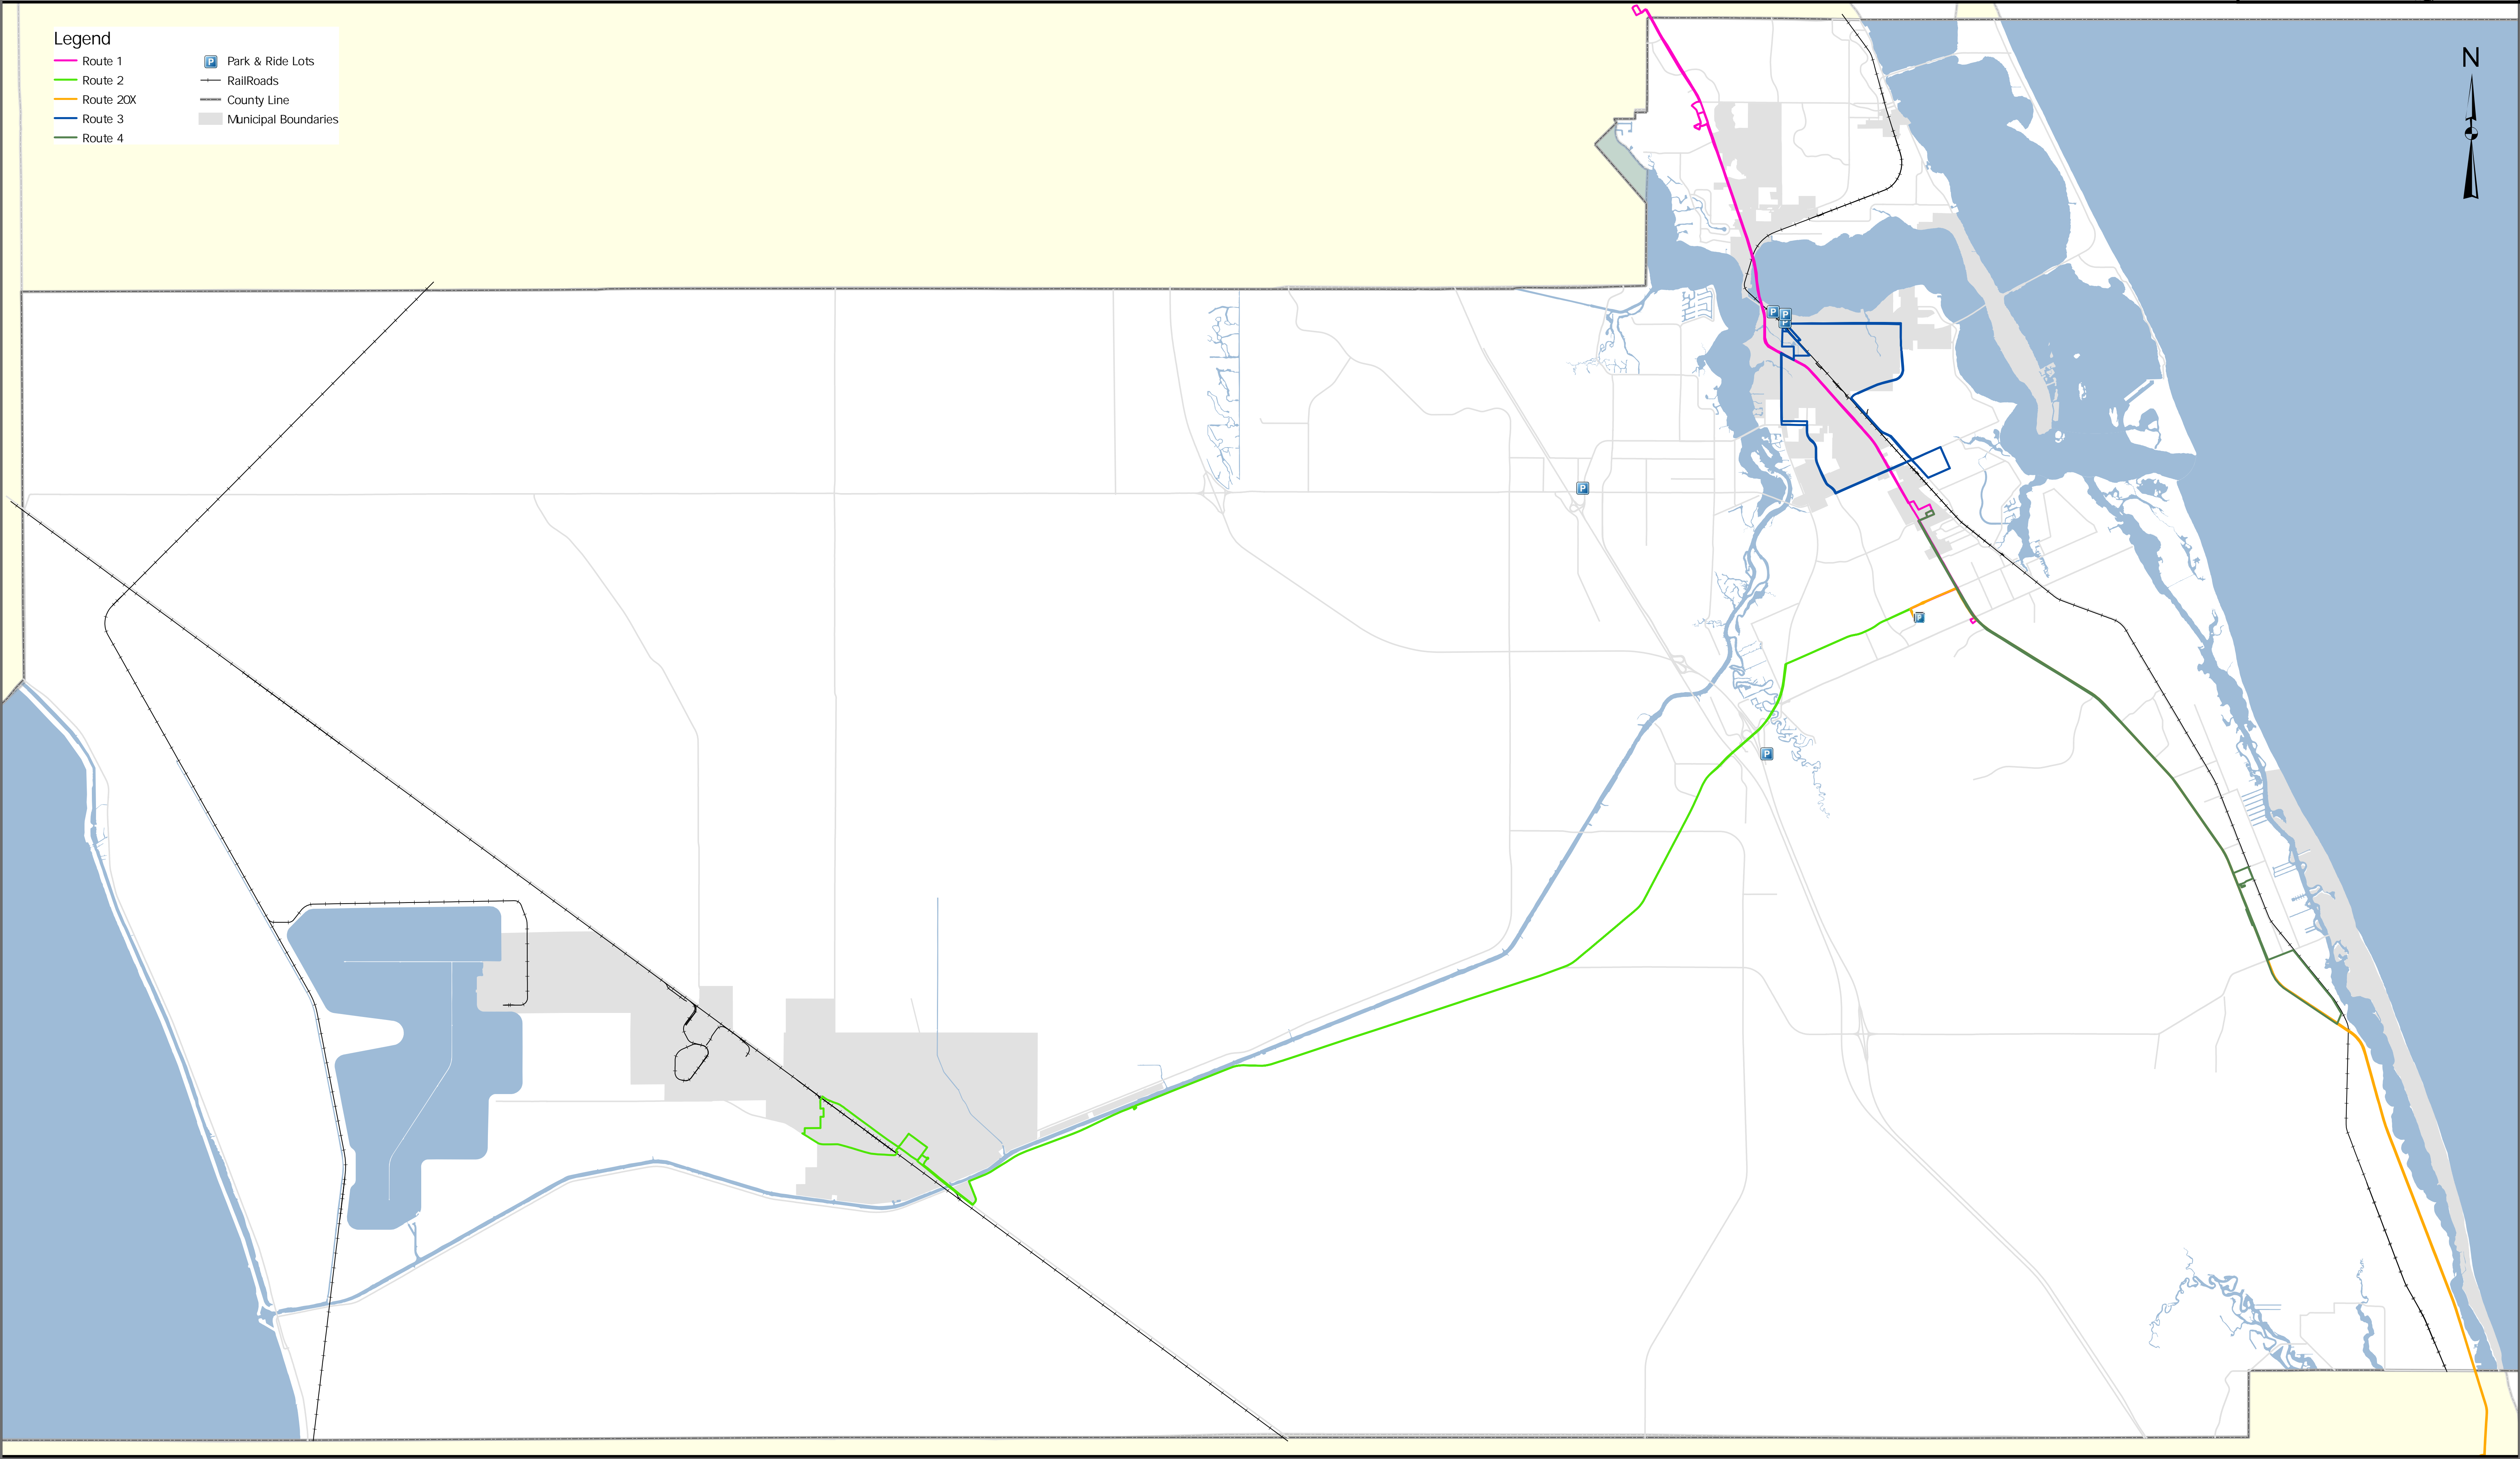 Legend
Route 1
Route 2
Route 20X
Route 3
Route 4
P Park & Ride Lots
RailRoads
County Line
Municipal Boundaries
N
P
P
P
P
P
P